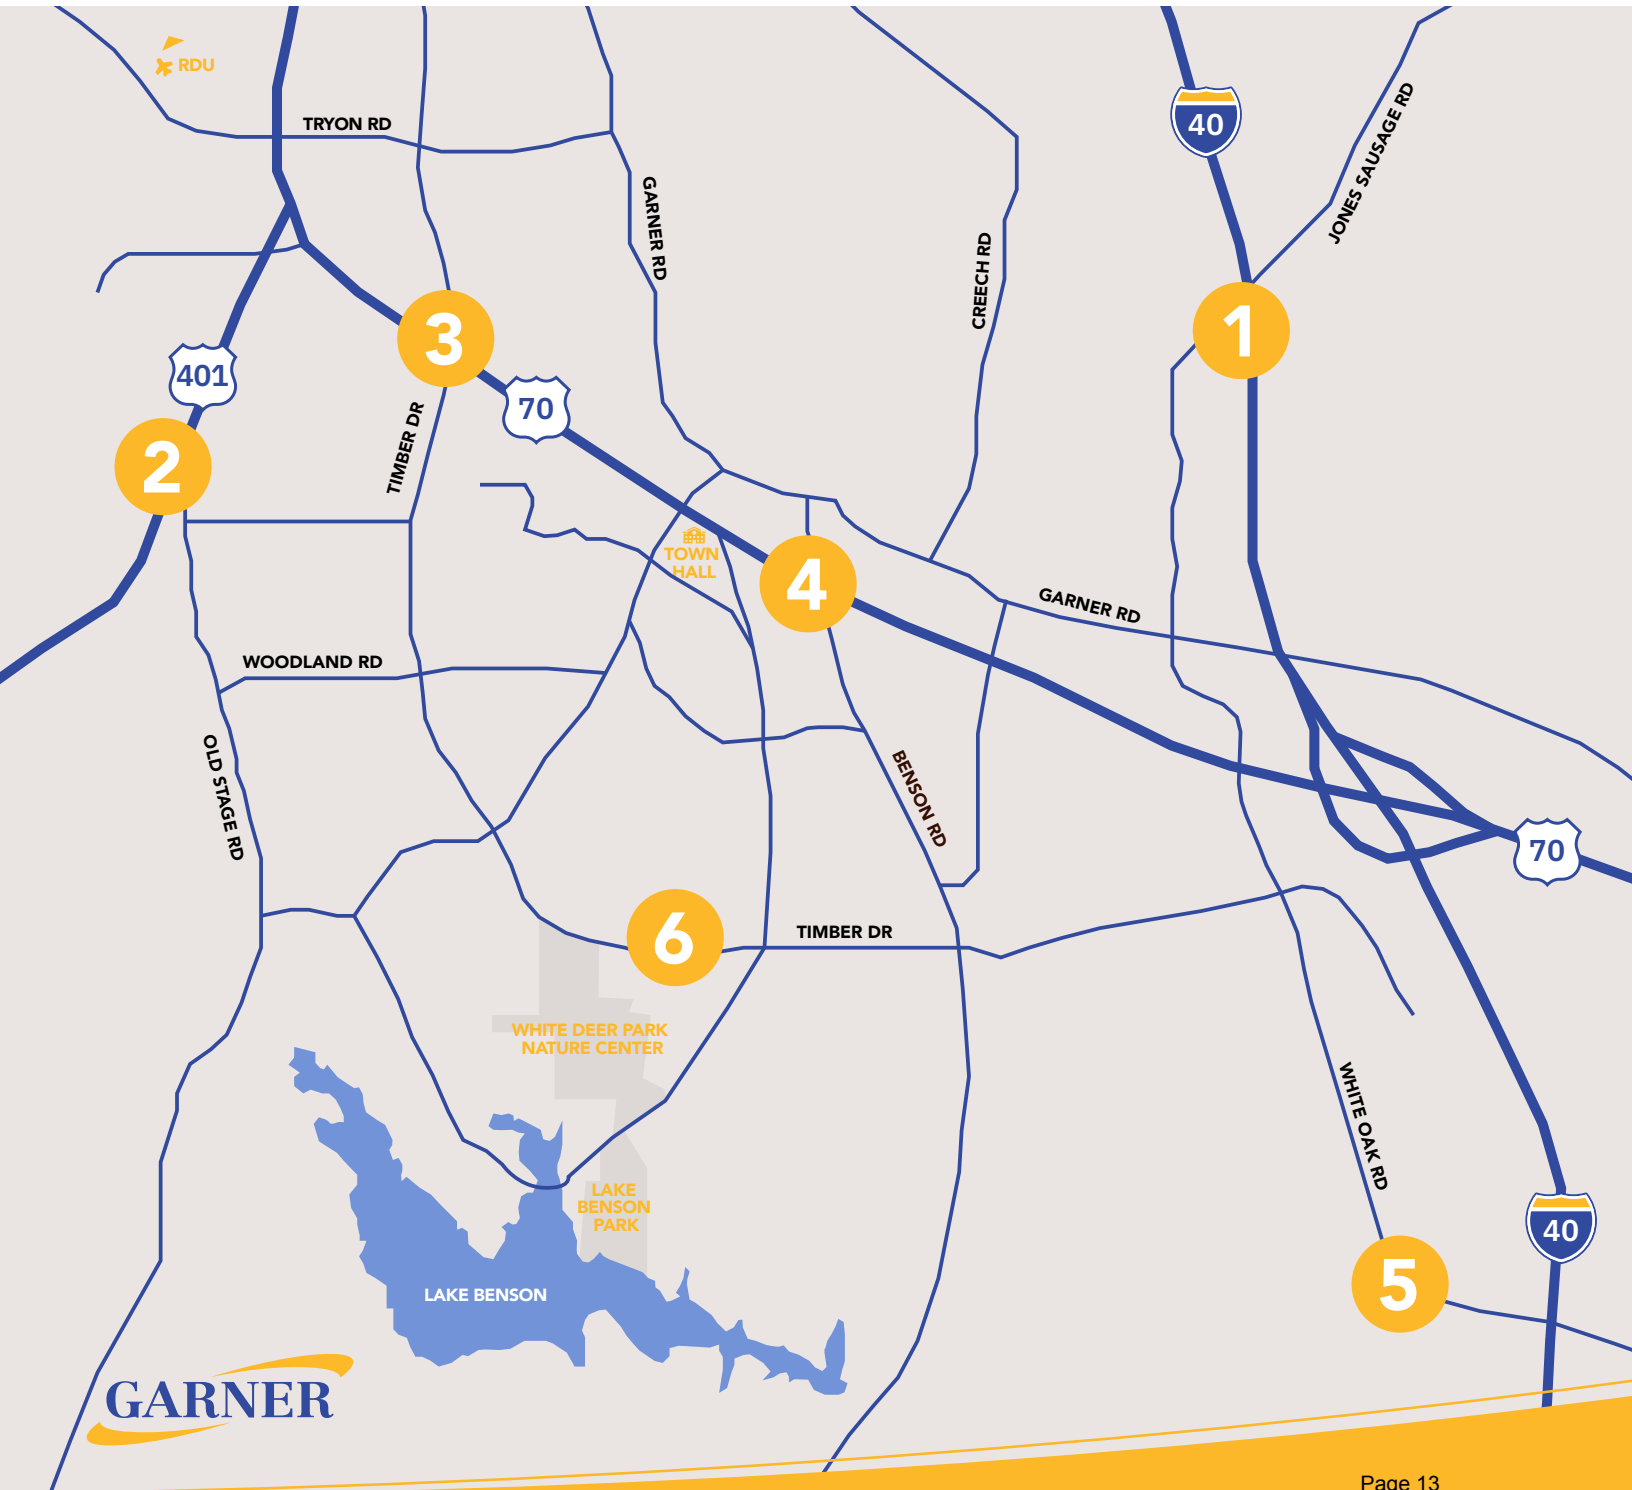 RDU
TRYON RD
40
JONES SAUSAGE RD
GARNER RD
CREECH RD
1
3
401
70
TIMBER DR
2
TOWN
HALL
4
GARNER RD
WOODLAND RD
OLD STAGE RD
BENSON RD
70
6
TIMBER DR
WHITE DEER PARK
NATURE CENTER
WHITE OAK RD
LAKE
BENSON
PARK
40
5
LAKE BENSON
GARNER
Page 13